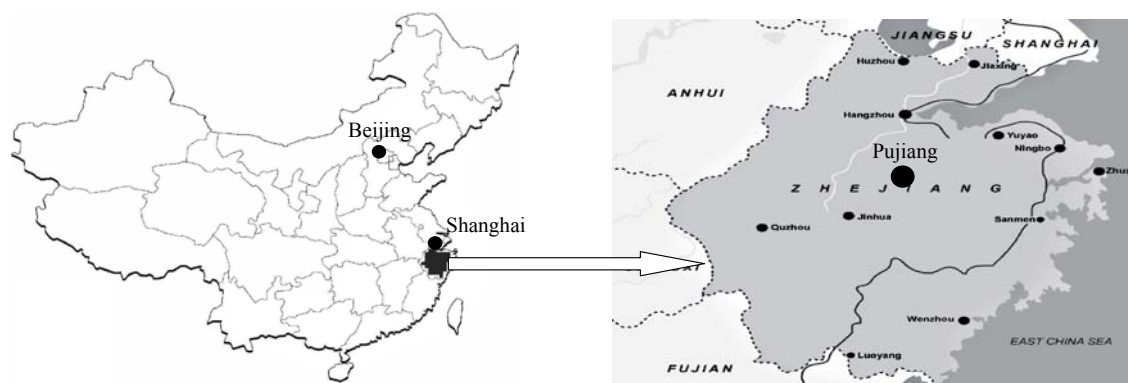 Beijing
Shanghai
JIANGSU
SHANGHAI
Huzhou
Jiaxing
ANHUI
Hangzhou
Yuyao
Ningbo
Pujiang
Zhu
ZHEJIANG
Jinhua
Sanmen
Quzhou
Wenzhou
EAST CHINA SEA
Luoyang
FUJIAN